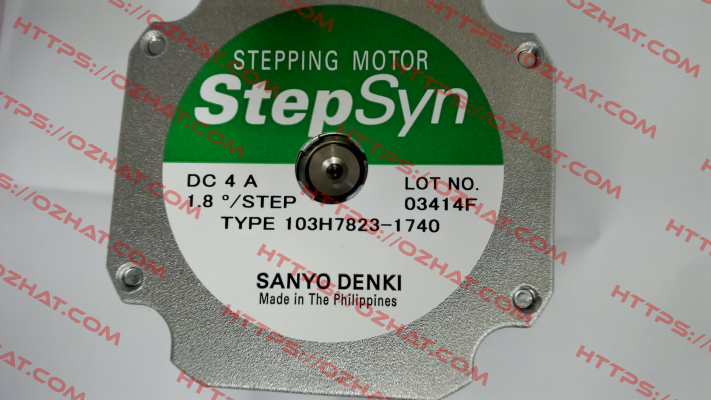 STEPPING MOTOR
StepSyn
DC 4 A
LOT NO.
1.8 °/STEP
03414F
TYPE 103H7823-1740
SANYO DENKI
Made in The Philippines
HTTPS://OZHAT.COM